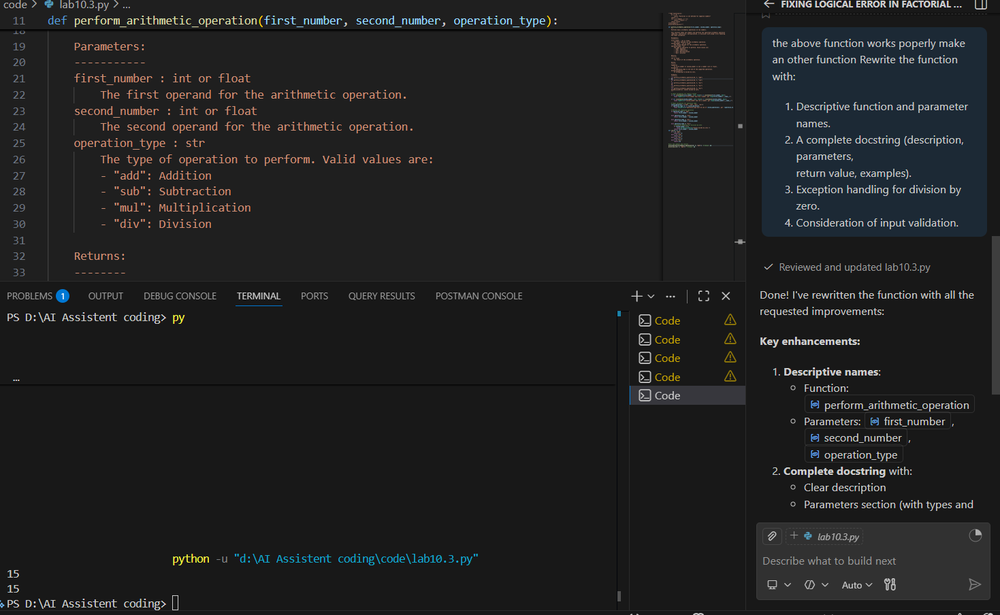 code > lab10.3.py > ...
11 def perform_arithmetic_operation(first_number, second_number, operation_type):
18
19 Parameters:
20 -----------
21 first_number : int or float
22 The first operand for the arithmetic operation.
23 second_number : int or float
24 The second operand for the arithmetic operation.
25 operation_type : str
26 The type of operation to perform. Valid values are:
27 - "add": Addition
28 - "sub": Subtraction
29 - "mul": Multiplication
30 - "div": Division
31
32 Returns:
33 --------
PROBLEMS 1 OUTPUT DEBUG CONSOLE TERMINAL PORTS QUERY RESULTS POSTMAN CONSOLE
PS D:\AI Assistent coding> py
...
python -u "d:\AI Assistent coding\code\lab10.3.py"
15
15
PS D:\AI Assistent coding>
Code
Code
Code
Code
Code
FIXING LOGICAL ERROR IN FACTORIAL ...
the above function works poperly make
an other function Rewrite the function
with:
1. Descriptive function and parameter
names.
2. A complete docstring (description,
parameters,
return value, examples).
3. Exception handling for division by
zero.
4. Consideration of input validation.
Reviewed and updated lab10.3.py
Done! I've rewritten the function with all the
requested improvements:
Key enhancements:
1. Descriptive names:
Function:
perform_arithmetic_operation
Parameters: first_number ,
second_number ,
operation_type
2. Complete docstring with:
Clear description
Parameters section (with types and
lab10.3.py
Describe what to build next
Auto